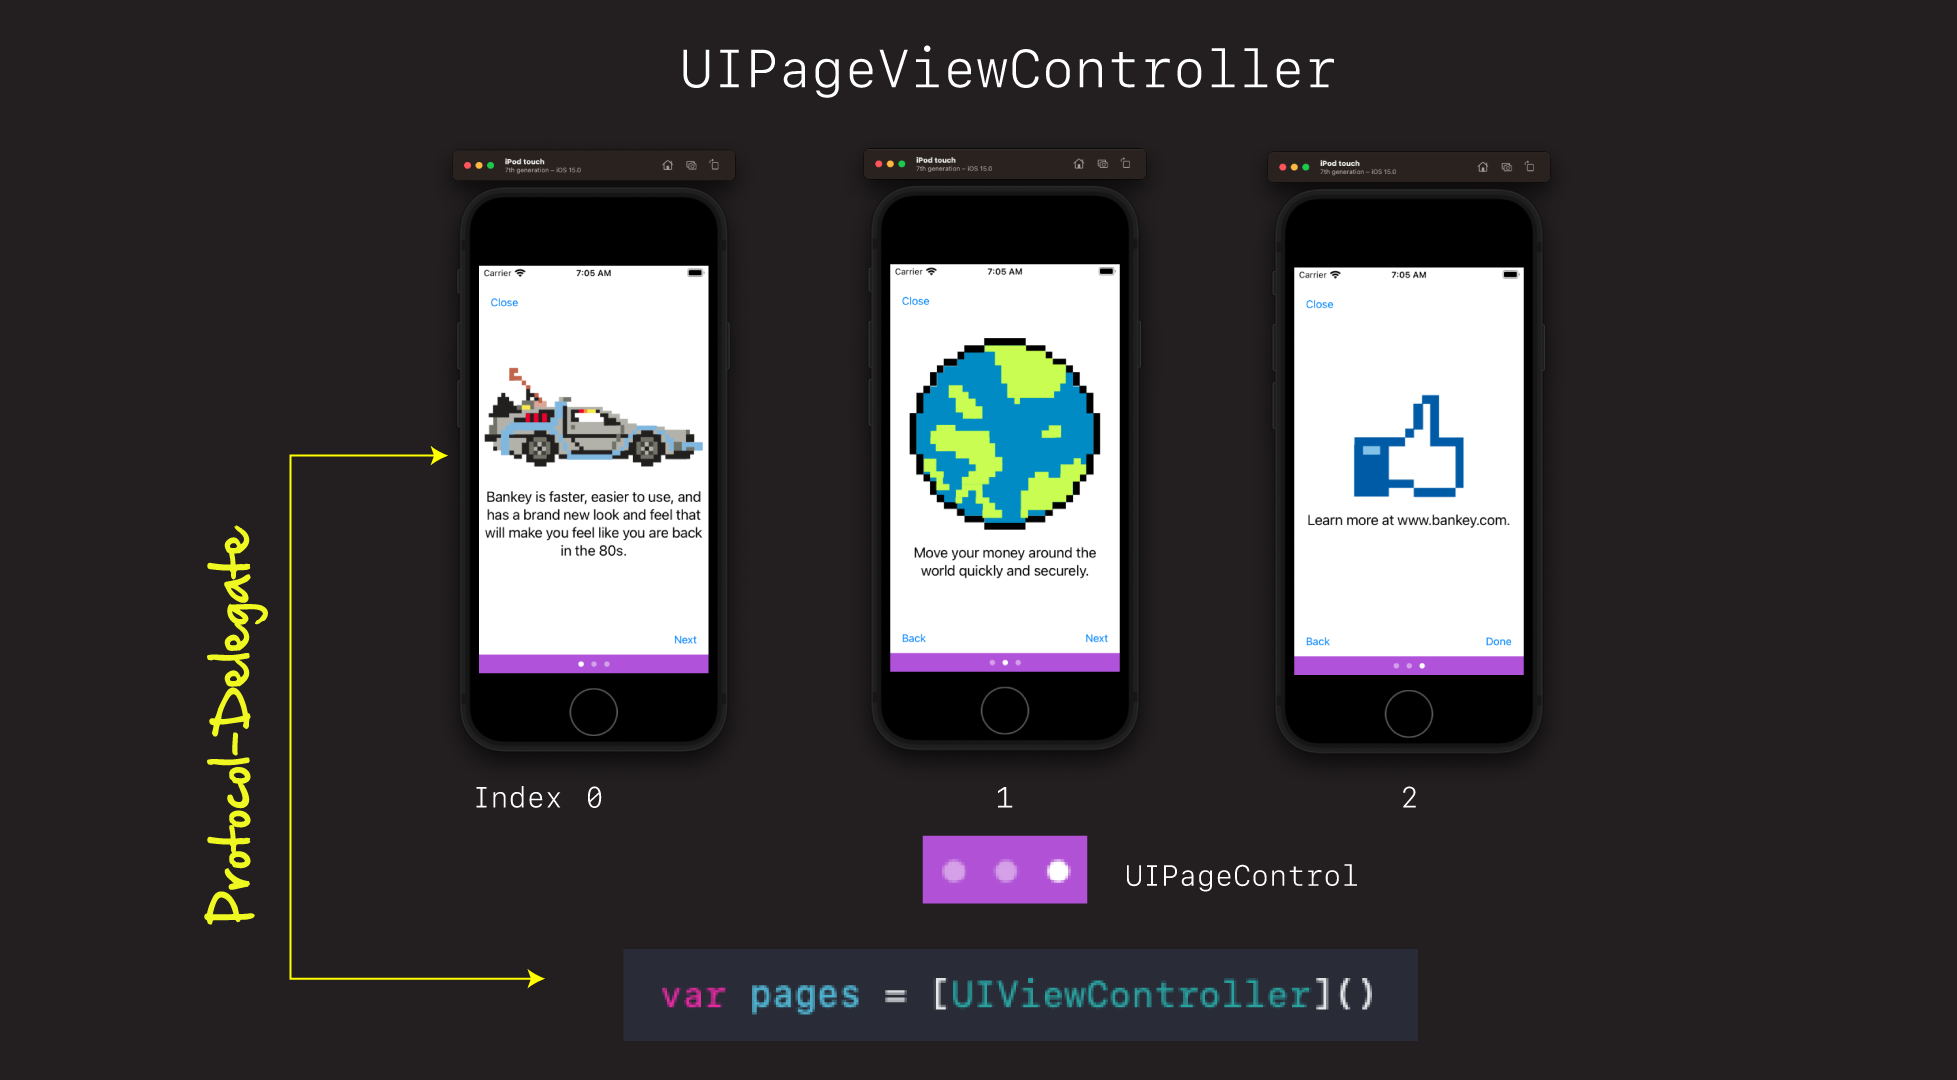 UIPageViewController
iPod touch
7th generation – iOS 15.0
Carrier
7:05 AM
Close
Bankey is faster, easier to use, and
has a brand new look and feel that
will make you feel like you are back
in the 80s.
Next
Index 0
iPod touch
7th generation – iOS 15.0
Carrier
7:05 AM
Close
Move your money around the
world quickly and securely.
Back
Next
1
iPod touch
7th generation – iOS 15.0
Carrier
7:05 AM
Close
Learn more at www.bankey.com.
Back
Done
2
Protocol-Delegate
UIPageControl
var pages = [UIViewController]()